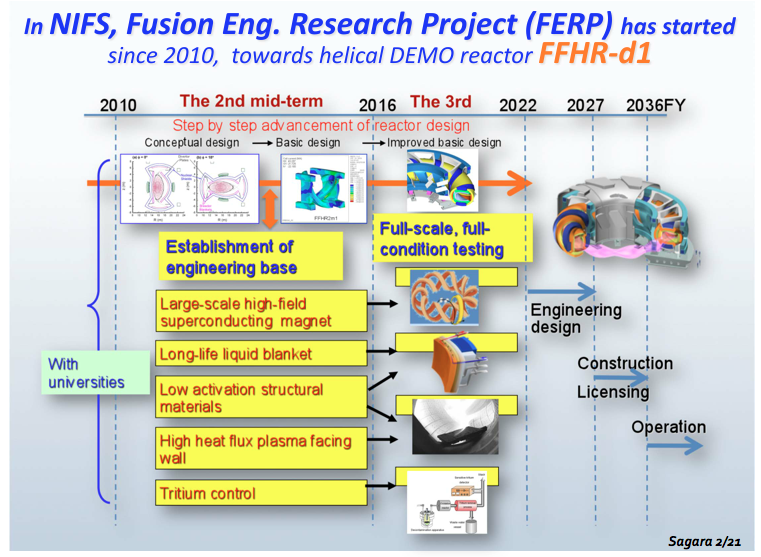 In NIFS, Fusion Eng. Research Project (FERP) has started
since 2010, towards helical DEMO reactor FFHR-d1
2010 The 2nd mid-term 2016 The 3rd 2022 2027 2036FY
Step by step advancement of reactor design
Conceptual design Basic design Improved basic design
FFHR2m1
Establishment of
engineering base
Full-scale, full-
condition testing
Large-scale high-field
superconducting magnet
Engineering
design
Long-life liquid blanket
With
universities
Low activation structural
materials
Construction
Licensing
High heat flux plasma facing
wall
Operation
Tritium control
Sagara 2/21